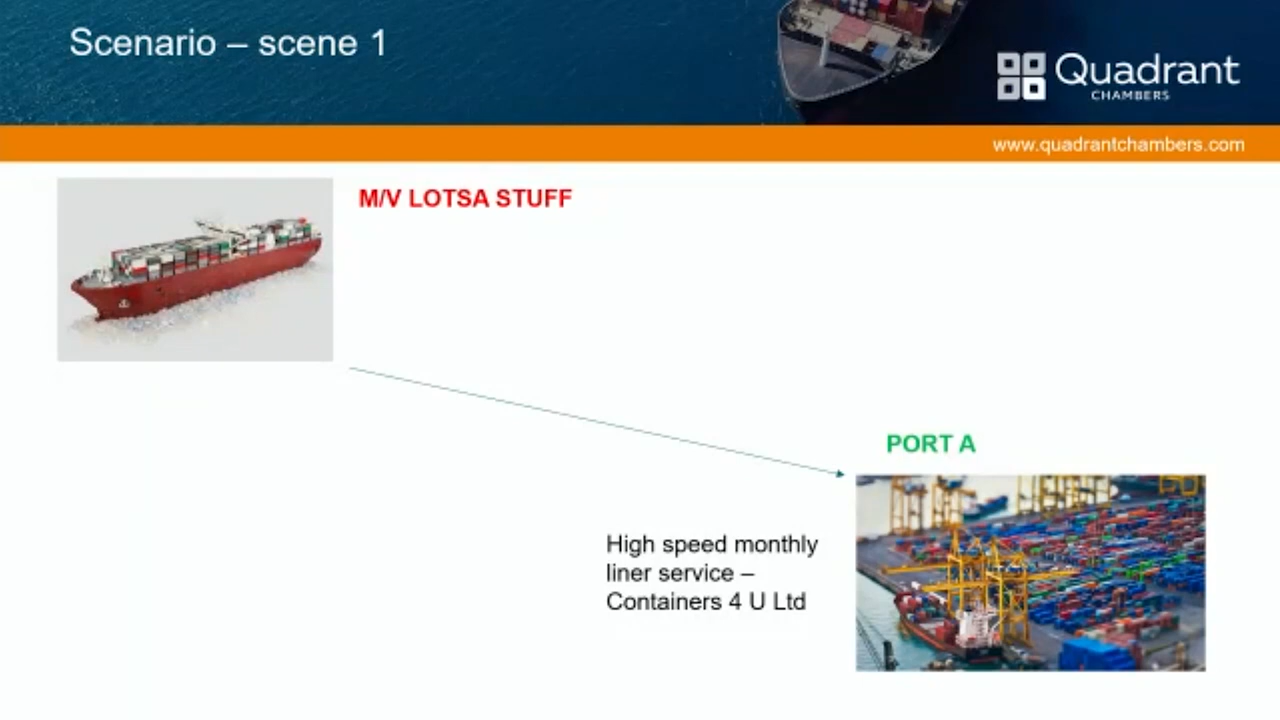 Scenario – scene 1
Quadrant
CHAMBERS
www.quadrantchambers.com
M/V LOTSA STUFF
PORT A
High speed monthly
liner service –
Containers 4 U Ltd